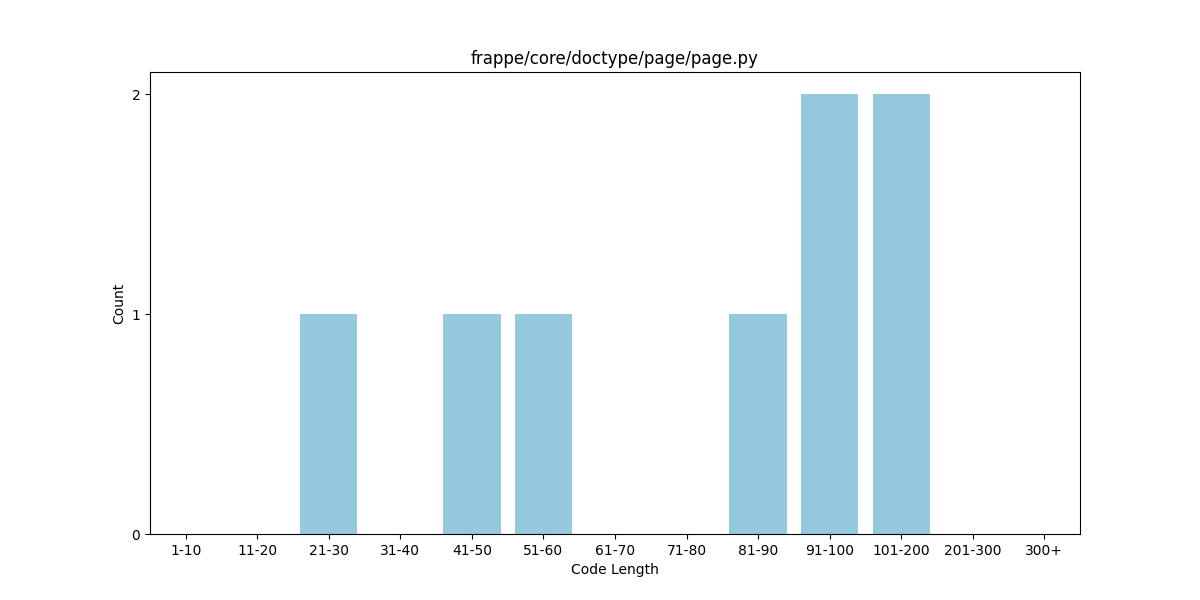 frappe/core/doctype/page/page.py
Count
2
1
0
1-10 11-20 21-30 31-40 41-50 51-60 61-70 71-80 81-90 91-100 101-200 201-300 300+
Code Length